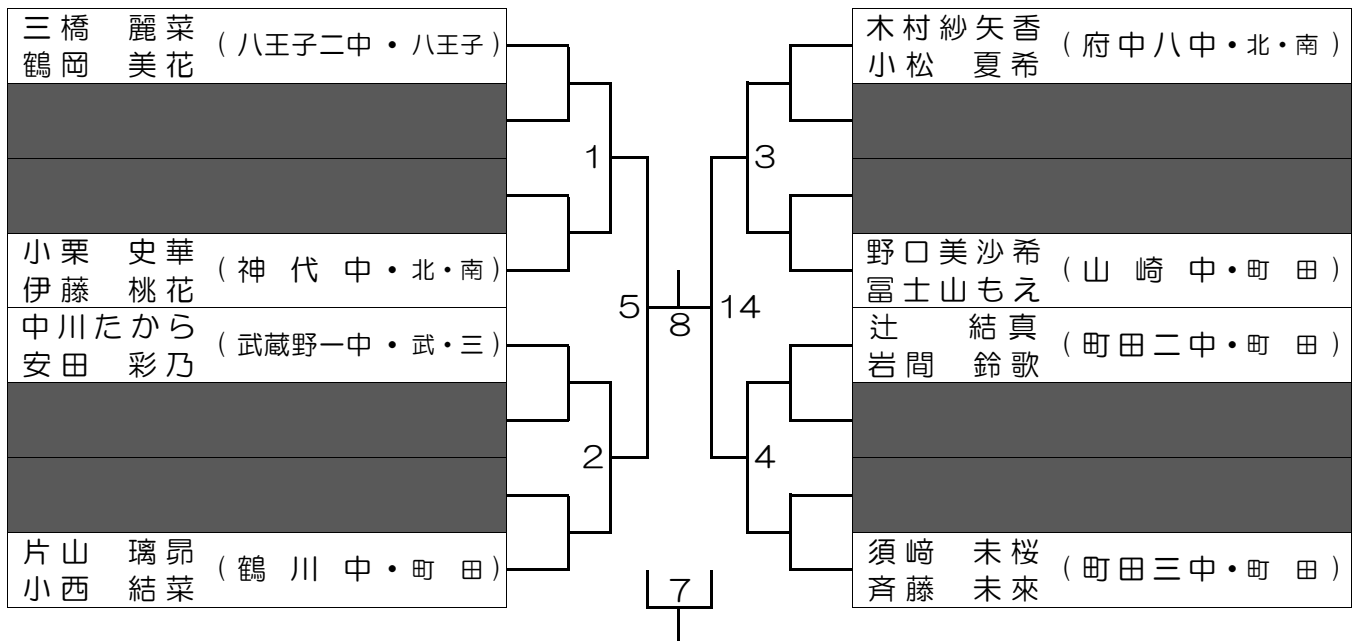 三橋 麗菜
鶴岡 美花
(八王子二中・八王子)
小栗 史華
伊藤 桃花
(神代中・北・南)
中川たから
安田 彩乃
(武蔵野一中・武・三)
片山 璃昴
小西 結菜
(鶴川中・町田)
1
2
5
8
7
14
3
4
木村紗矢香
小松 夏希
(府中八中・北・南)
野口美沙希
冨士山もえ
(山崎中・町田)
辻 結真
岩間 鈴歌
(町田二中・町田)
須﨑 未桜
斉藤 未來
(町田三中・町田)